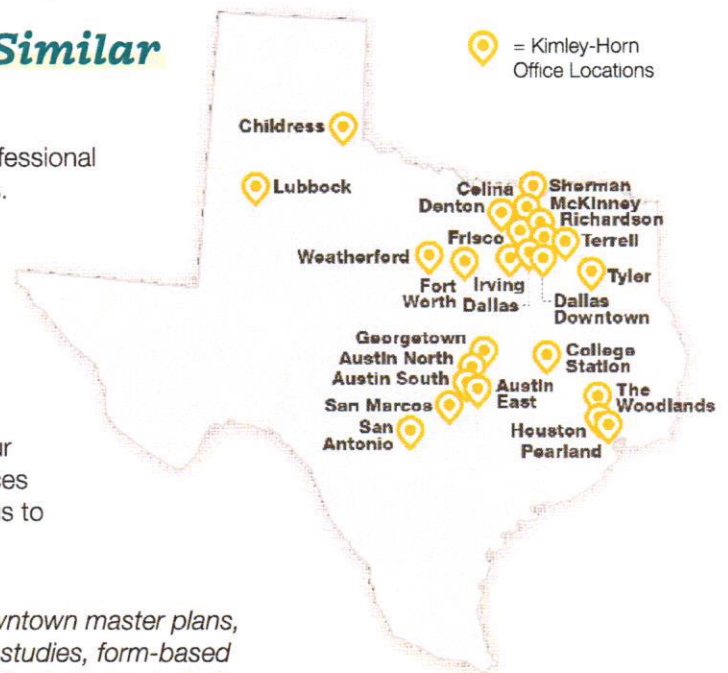 Similar
= Kimley-Horn
Office Locations
fessional
s.
ur
ces
us to
wntown master plans,
studies, form-based
Childress
Lubbock
Celina
Sherman
Denton
McKinney
Richardson
Frisco
Terrell
Weatherford
Tyler
Fort
Worth
Irving
Dallas
Dallas
Downtown
Georgetown
Austin North
Austin South
Austin
East
College
Station
San Marcos
San
Antonio
The
Woodlands
Houston
Pearland